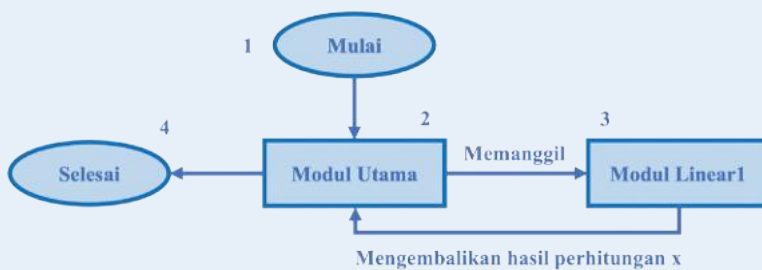 1
Mulai
4
2
3
Selesai
Modul Utama
Memanggil
Modul Linear1
Mengembalikan hasil perhitungan x